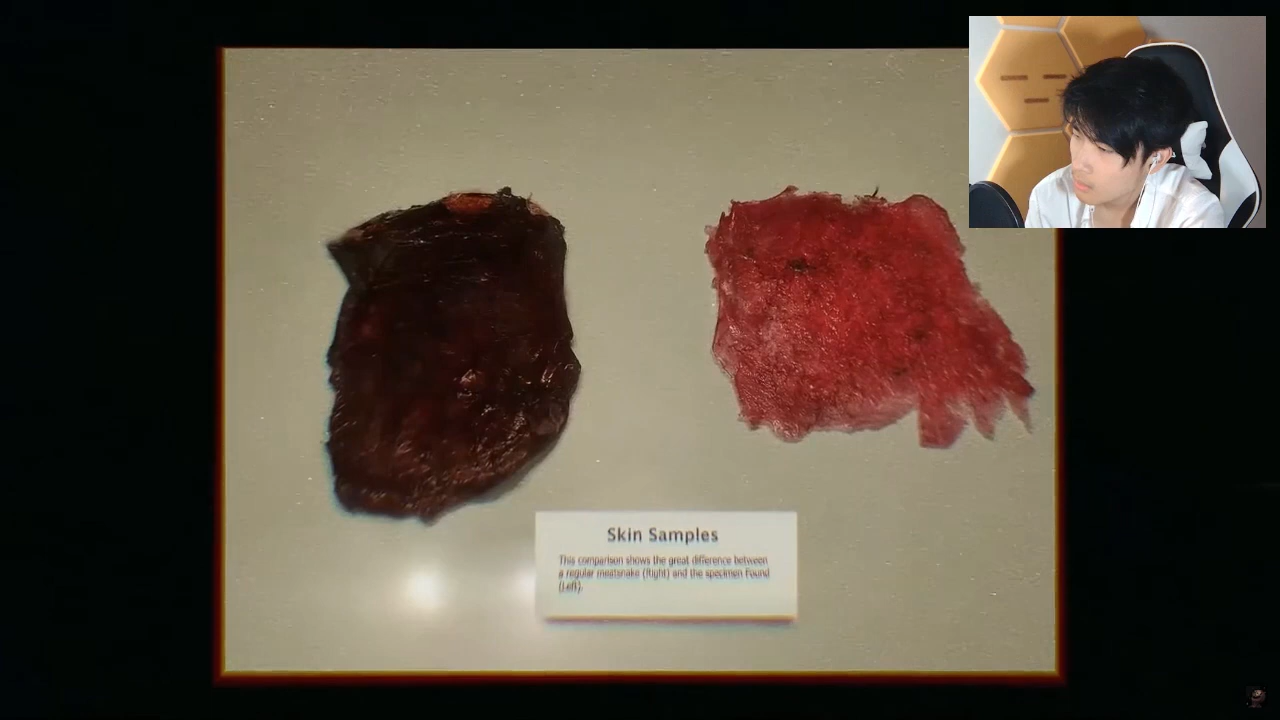 Skin Samples
This comparison shows the great difference between
a regular meatsnake (Right) and the specimen Found
(Left).